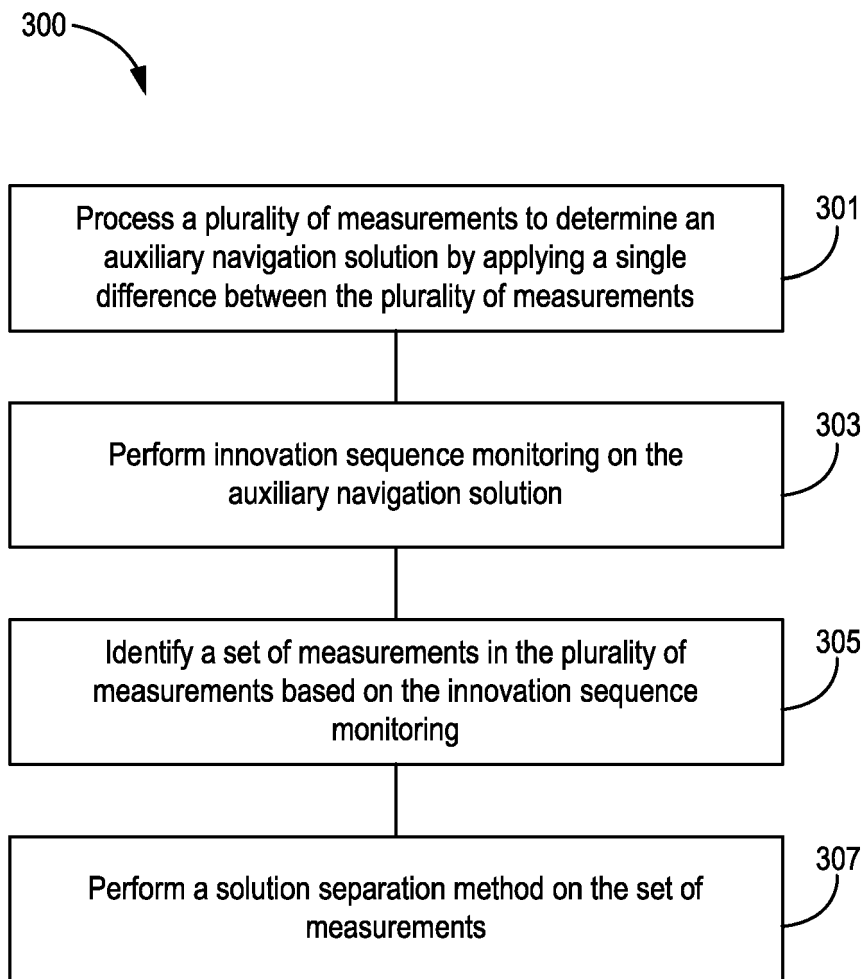 300
Process a plurality of measurements to determine an
auxiliary navigation solution by applying a single
difference between the plurality of measurements
301
Perform innovation sequence monitoring on the
auxiliary navigation solution
303
Identify a set of measurements in the plurality of
measurements based on the innovation sequence
monitoring
305
Perform a solution separation method on the set of
measurements
307